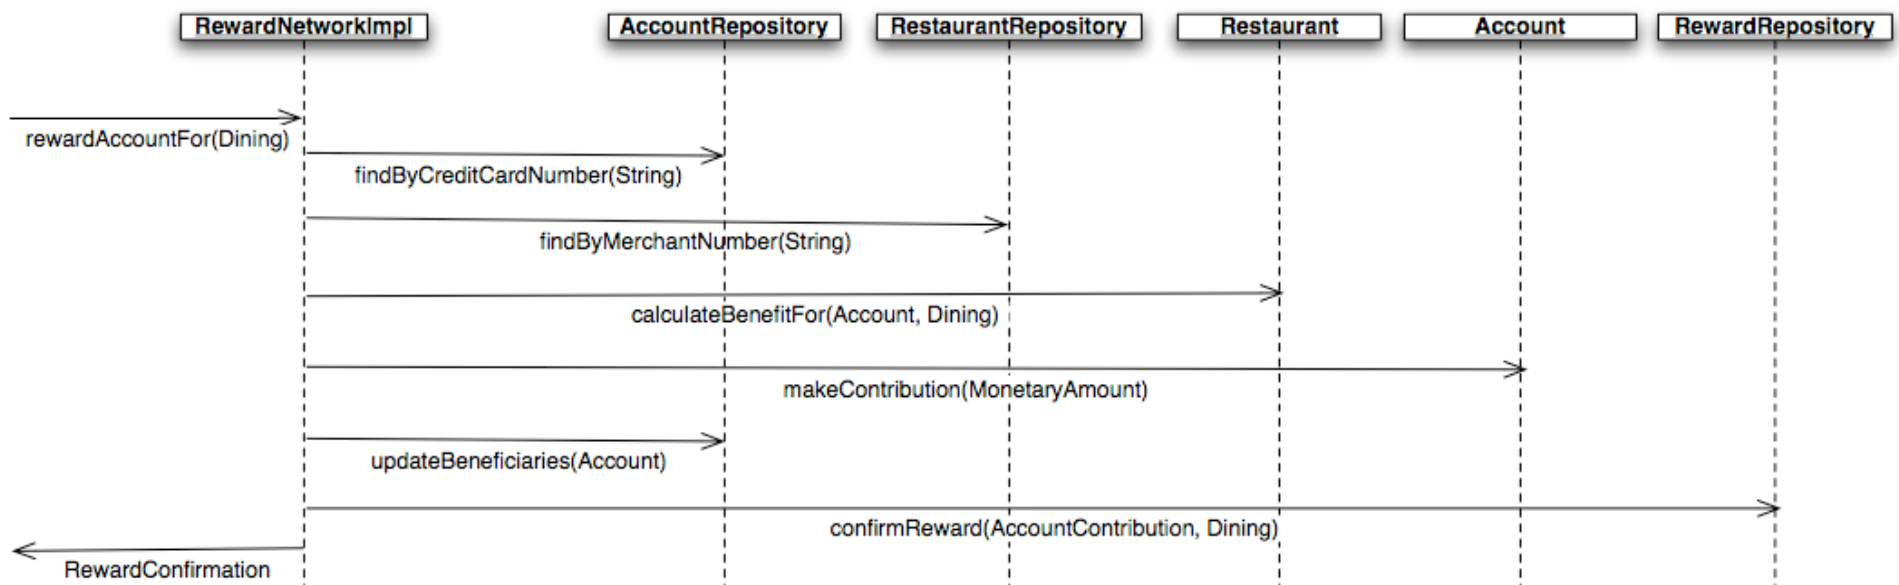 RewardNetworkImpl
AccountRepository
RestaurantRepository
Restaurant
Account
RewardRepository
rewardAccountFor(Dining)
findByCreditCardNumber(String)
findByMerchantNumber(String)
calculateBenefitFor(Account, Dining)
makeContribution(MonetaryAmount)
updateBeneficiaries(Account)
confirmReward(AccountContribution, Dining)
RewardConfirmation